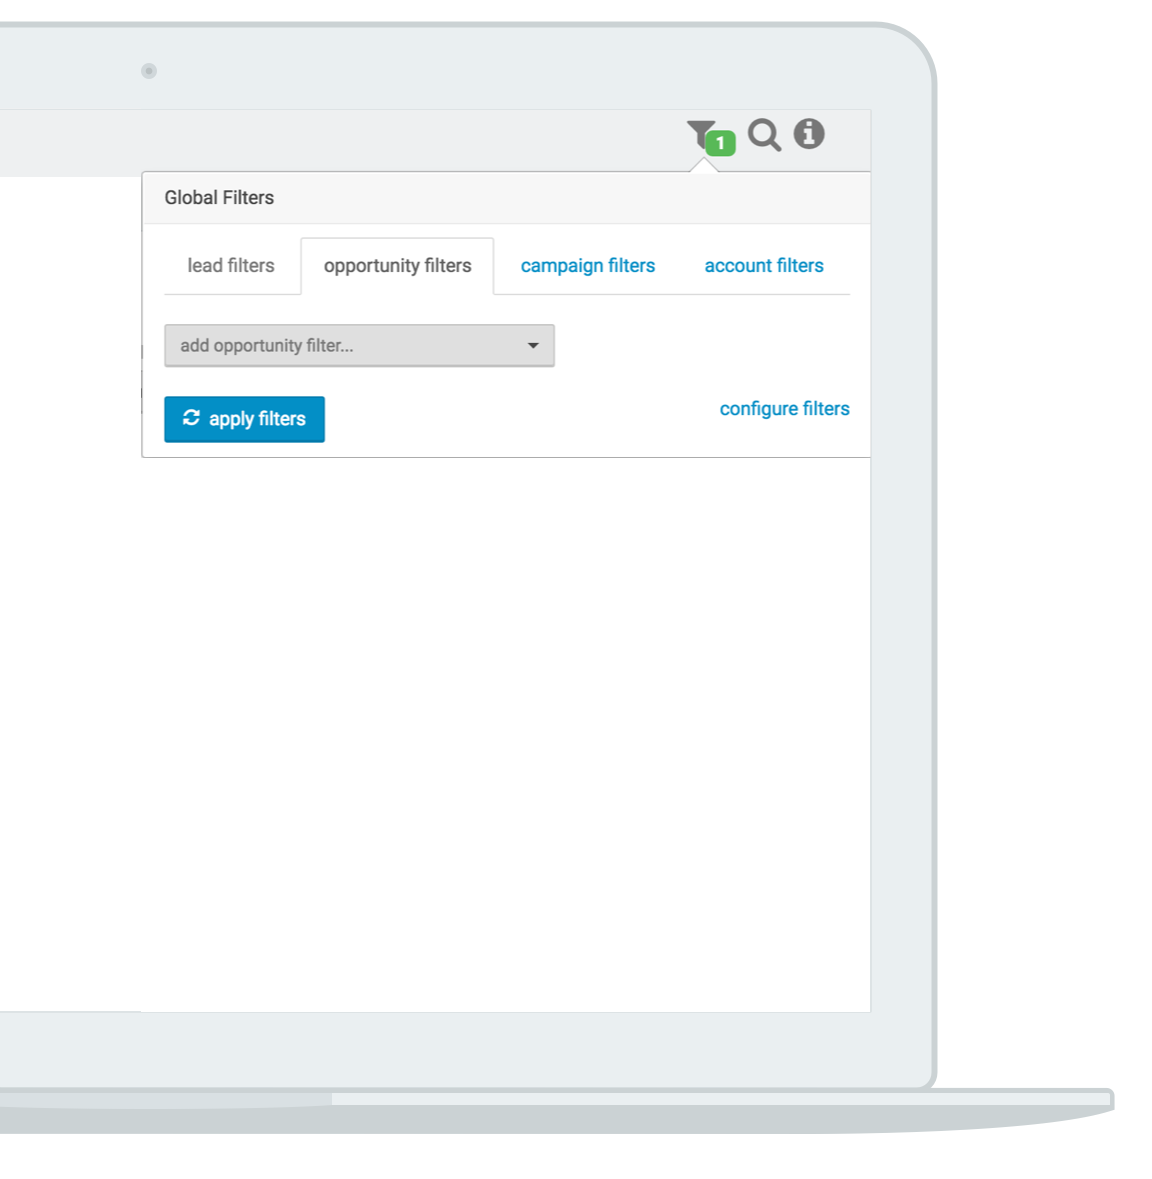 1
Global Filters
lead filters opportunity filters campaign filters account filters
add opportunity filter...
apply filters configure filters